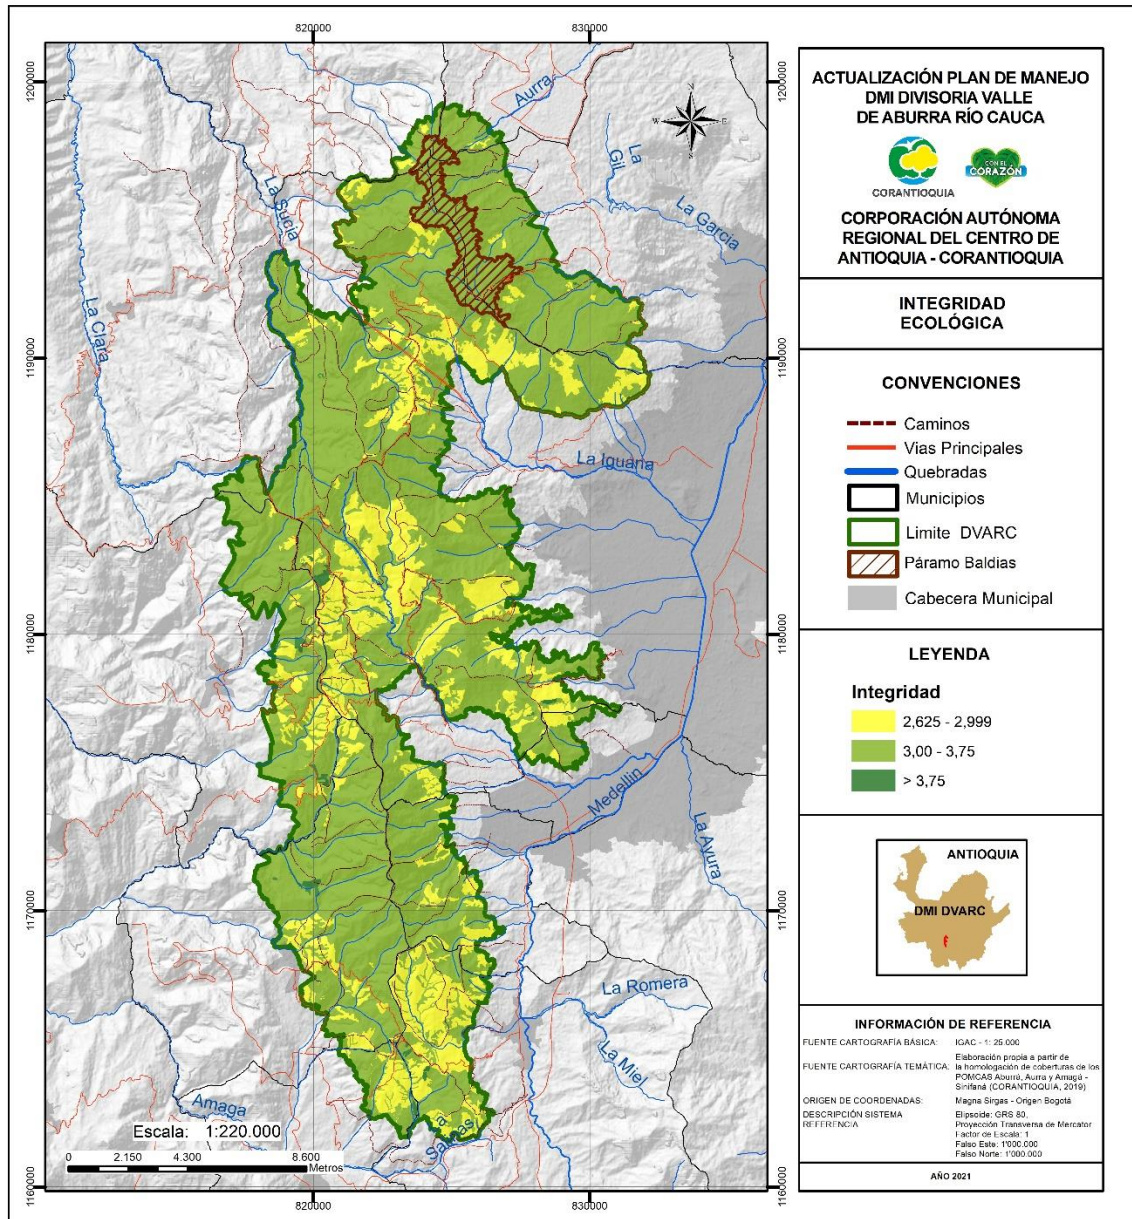 820000
830000
1200000
1200000
1190000
1190000
1180000
1180000
1170000
1170000
1160000
1160000
820000
830000
N
W
E
S
Aurra
La Gil
La Garcia
La Sucia
La Clara
La Iguana
Medellin
La Ayura
La Romera
La Miel
Amaga
Escala: 1:220.000
0 2.150 4.300 8.600
Metros
ACTUALIZACIÓN PLAN DE MANEJO
DMI DIVISORIA VALLE
DE ABURRA RÍO CAUCA
CORANTIOQUIA
CON EL
CORAZÓN
CORPORACIÓN AUTÓNOMA
REGIONAL DEL CENTRO DE
ANTIOQUIA - CORANTIOQUIA
INTEGRIDAD
ECOLÓGICA
CONVENCIONES
Caminos
Vias Principales
Quebradas
Municipios
Limite DVARC
Páramo Baldias
Cabecera Municipal
LEYENDA
Integridad
2,625 - 2,999
3,00 - 3,75
> 3,75
ANTIOQUIA
DMI DVARC
INFORMACIÓN DE REFERENCIA
FUENTE CARTOGRAFÍA BÁSICA: IGAC - 1: 25.000
FUENTE CARTOGRAFÍA TEMÁTICA: Elaboración propia a partir de
la homologación de coberturas de los
POMCAS Aburrá, Aurra y Amagá -
Sinifaná (CORANTIOQUIA, 2019)
ORIGEN DE COORDENADAS: Magna Sirgas - Origen Bogotá
DESCRIPCIÓN SISTEMA
REFERENCIA
Elipsoide: GRS 80,
Proyección Transversa de Mercator
Factor de Escala: 1
Falso Este: 1'000.000
Falso Norte: 1'000.000
AÑO 2021